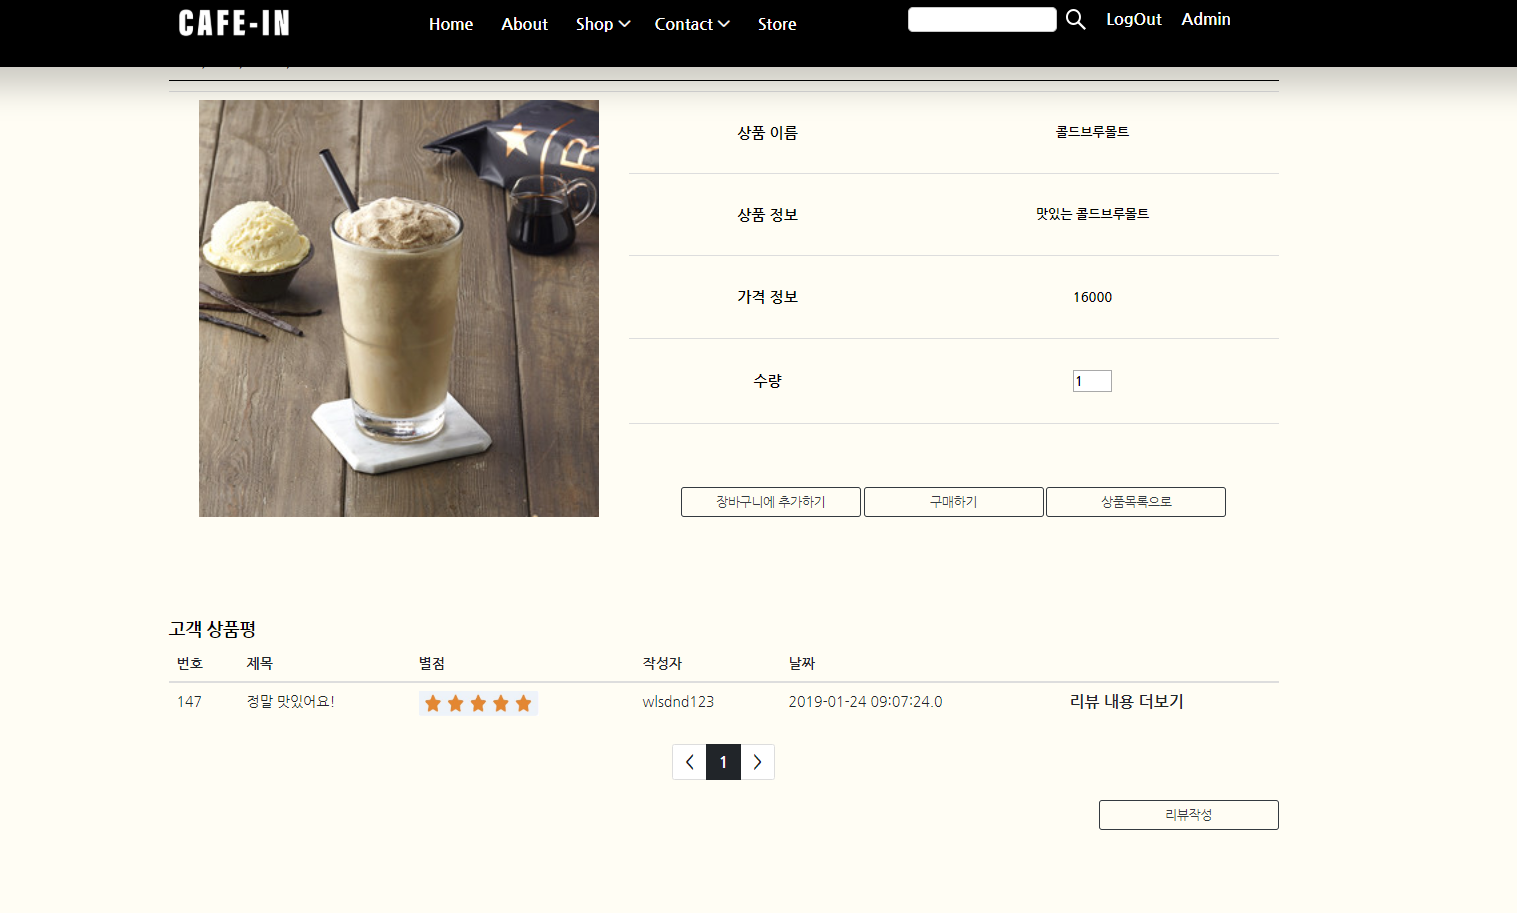 CAFE-IN
Home About Shop Contact Store
LogOut Admin
R
상품 이름 콜드브루몰트
상품 정보 맛있는 콜드브루몰트
가격 정보 16000
수량 1
장바구니에 추가하기 구매하기 상품목록으로
고객 상품평
번호 제목 별점 작성자 날짜
147 정말 맛있어요! wlsdnd123 2019-01-24 09:07:24.0 리뷰 내용 더보기
1
리뷰작성